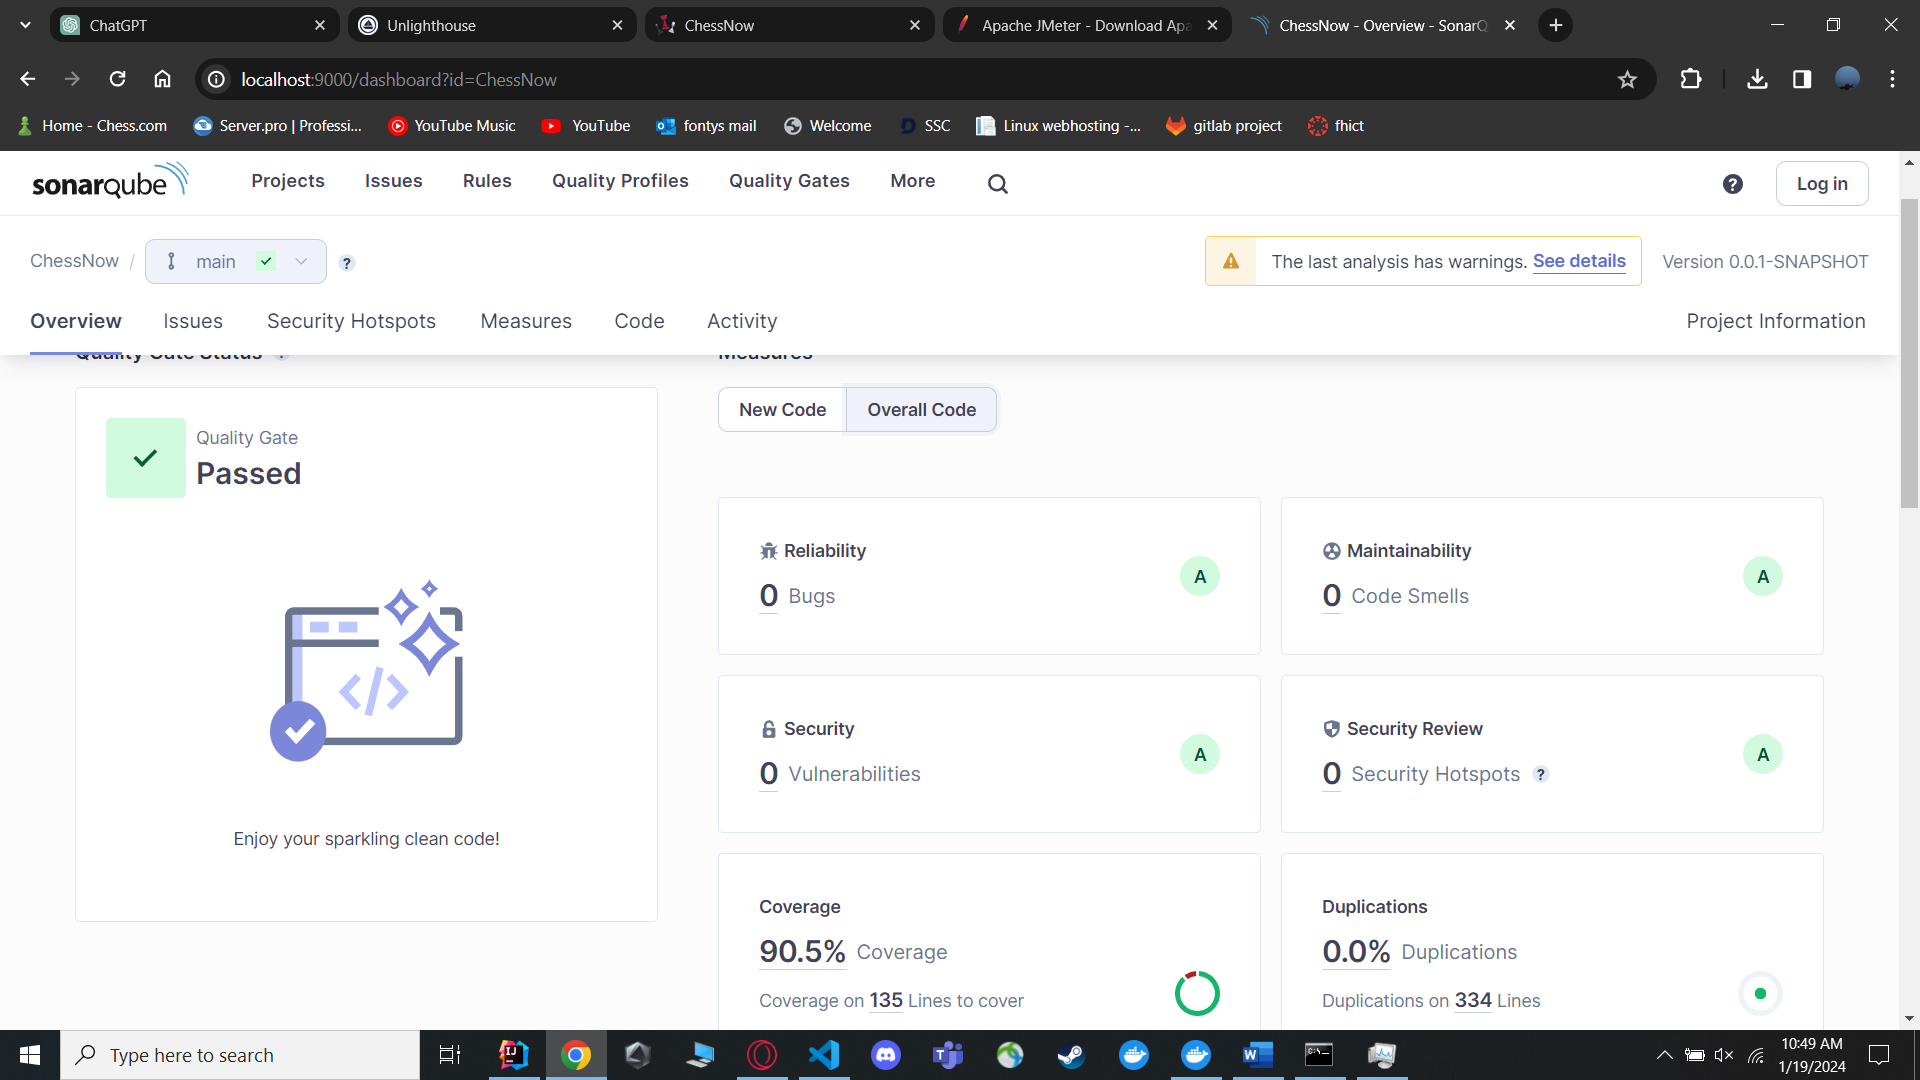 ChatGPT
Unlighthouse
ChessNow
Apache JMeter - Download Apa
ChessNow - Overview - SonarQ
localhost:9000/dashboard?id=ChessNow
Home - Chess.com
Server.pro | Professi...
YouTube Music
YouTube
fontys mail
Welcome
SSC
Linux webhosting -...
gitlab project
fhict
sonarqube
Projects
Issues
Rules
Quality Profiles
Quality Gates
More
Log in
ChessNow /
main
The last analysis has warnings. See details
Version 0.0.1-SNAPSHOT
Overview
Issues
Security Hotspots
Measures
Code
Activity
Project Information
Quality Gate Status
Measures
New Code
Overall Code
Quality Gate
Passed
Enjoy your sparkling clean code!
Reliability
0 Bugs
A
Maintainability
0 Code Smells
A
Security
0 Vulnerabilities
A
Security Review
0 Security Hotspots ?
A
Coverage
90.5% Coverage
Coverage on 135 Lines to cover
Duplications
0.0% Duplications
Duplications on 334 Lines
Type here to search
10:49 AM
1/19/2024